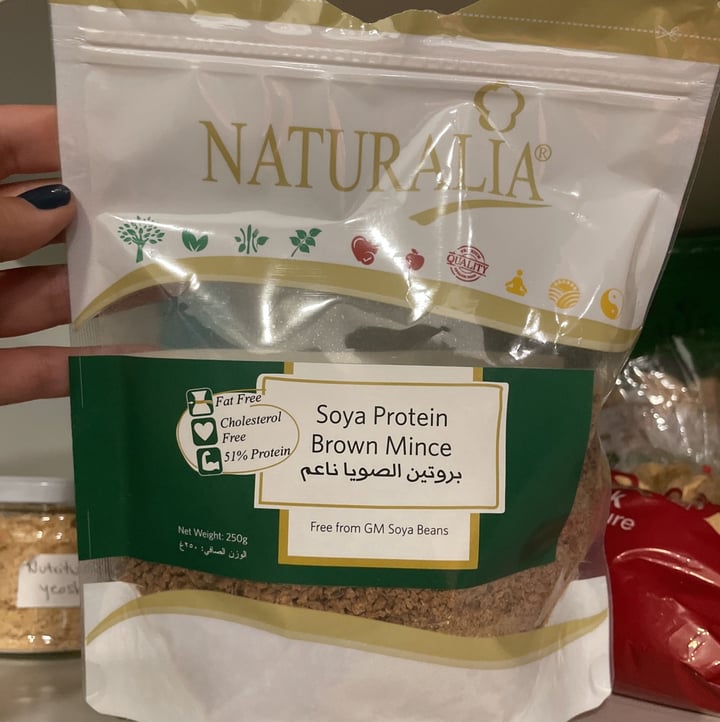 NATURALIA®
QUALITY
Fat Free
Cholesterol
Free
51% Protein
Soya Protein
Brown Mince
بروتين الصويا ناعم
Free from GM Soya Beans
Net Weight: 250g
الوزن الصافي: ٢٥٠غ